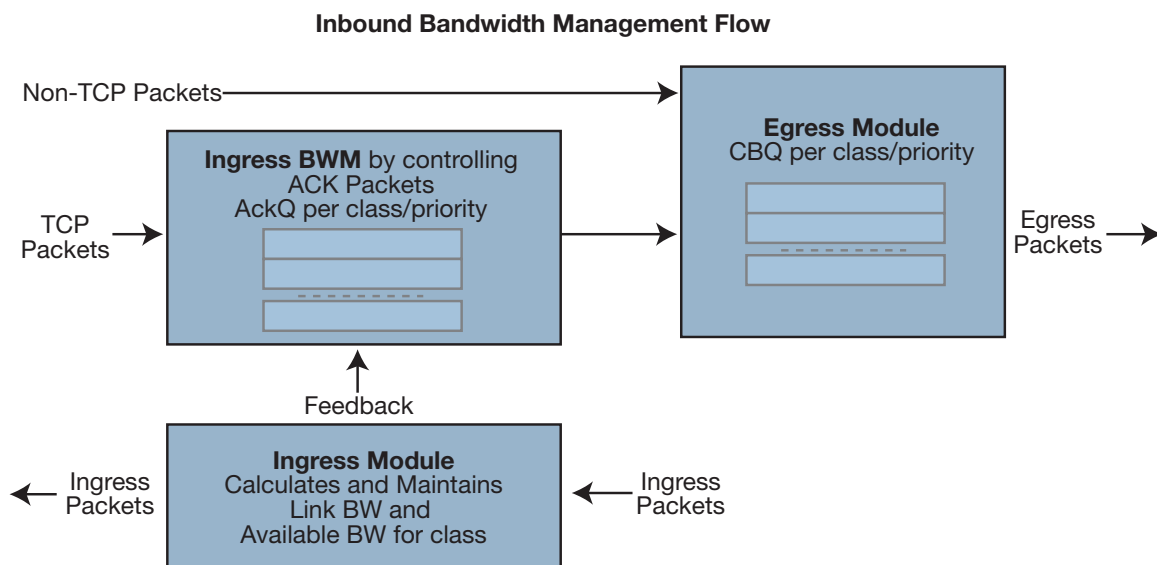 Inbound Bandwidth Management Flow
Non-TCP Packets
Egress Module
CBQ per class/priority
Ingress BWM by controlling
ACK Packets
AckQ per class/priority
TCP
Packets
Egress
Packets
Feedback
Ingress Module
Calculates and Maintains
Link BW and
Available BW for class
Ingress
Packets
Ingress
Packets